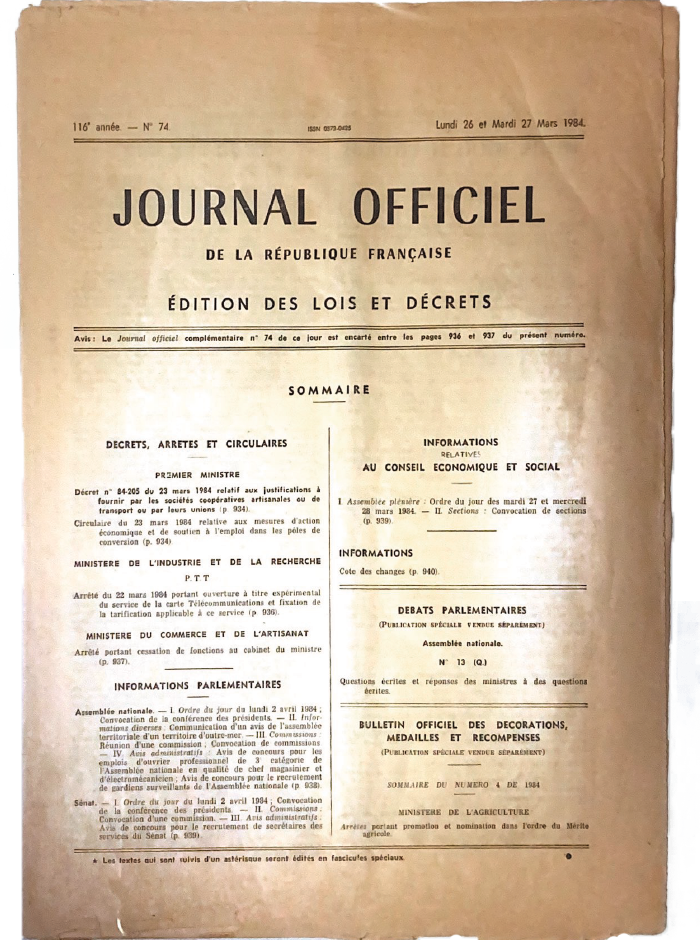 116e année. — N° 74
ISSN 0373-0425
Lundi 26 et Mardi 27 Mars 1984.
JOURNAL OFFICIEL
DE LA RÉPUBLIQUE FRANÇAISE
ÉDITION DES LOIS ET DÉCRETS
Avis : Le Journal officiel complémentaire n° 74 de ce jour est encarté entre les pages 936 et 937 du présent numéro.
SOMMAIRE
DECRETS, ARRETES ET CIRCULAIRES
PREMIER MINISTRE
Décret n° 84-205 du 23 mars 1984 relatif aux justifications à
fournir par les sociétés coopératives artisanales ou de
transport ou par leurs unions (p. 934).
Circulaire du 23 mars 1984 relative aux mesures d'action
économique et de soutien à l'emploi dans les pôles de
conversion (p. 934)
MINISTERE DE L'INDUSTRIE ET DE LA RECHERCHE
P. T T
Arrêté du 22 mars 1984 portant ouverture à titre expérimental
du service de la carte Télécommunications et fixation de
la tarification applicable à ce service (p 936).
MINISTERE DU COMMERCE ET DE L'ARTISANAT
Arrêté portant cessation de fonctions au cabinet du ministre
(p. 937).
INFORMATIONS PARLEMENTAIRES
Assemblée nationale. — I. Ordre du jour du lundi 2 avril 1984 ;
Convocation de la conférence des présidents. — II. Infor-
mations diverses : Communication d'un avis de l'assemblée
territoriale d'un territoire d'outre-mer. — III Commissions :
Réunion d'une commission ; Convocation de commissions
— IV. Avis administratifs : Avis de concours pour les
emplois d'ouvrier professionnel de 3e catégorie de
l'Assemblée nationale en qualité de chef magasinier et
d'électromécanicien ; Avis de concours pour le recrutement
de gardiens surveillants de l'Assemblée nationale (p. 938).
Sénat. — I. Ordre du jour du lundi 2 avril 1984 ; Convocation
de la conférence des présidents. — II. Commissions :
Convocation d'une commission. — III. Avis administratifs :
Avis de concours pour le recrutement de secrétaires des
services du Sénat (p. 939).
INFORMATIONS
RELATIVES
AU CONSEIL ECONOMIQUE ET SOCIAL
I. Assemblée plénière : Ordre du jour des mardi 27 et mercredi
28 mars 1984. — II. Sections : Convocation de sections
(p. 939).
INFORMATIONS
Cote des changes (p. 940).
DEBATS PARLEMENTAIRES
(PUBLICATION SPÉCIALE VENDUE SÉPARÉMENT)
Assemblée nationale.
N° 13 (Q.)
Questions écrites et réponses des ministres à des questions
écrites.
BULLETIN OFFICIEL DES DECORATIONS,
MEDAILLES ET RECOMPENSES
(PUBLICATION SPÉCIALE VENDUE SÉPARÉMENT)
SOMMAIRE DU NUMERO 4 DE 1984
MINISTERE DE L'AGRICULTURE
Arrêtés portant promotion et nomination dans l'ordre du Mérite
agricole.
* Les textes qui sont suivis d'un astérisque seront édités en fascicules spéciaux.